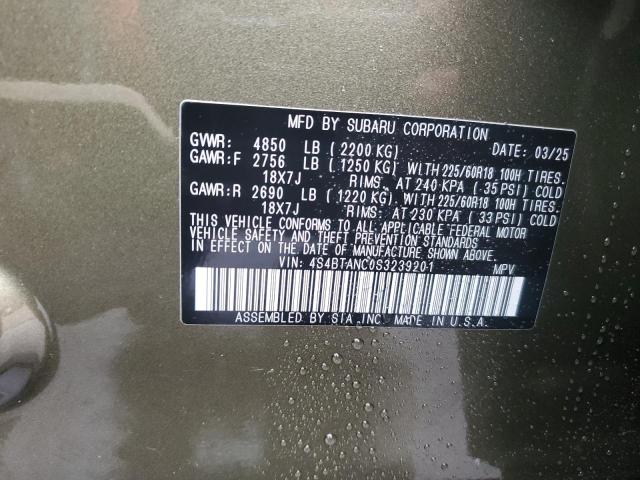 MFD BY SUBARU CORPORATION
GVWR: 4850 LB (2200 KG) DATE: 03/25
GAWR:F 2756 LB (1250 KG) WITH 225/60R18 100H TIRES.
18X7J RIMS. AT 240 KPA (35 PSI) COLD
GAWR:R 2690 LB (1220 KG) WITH 225/60R18 100H TIRES.
18X7J RIMS. AT 230 KPA (33 PSI) COLD
THIS VEHICLE CONFORMS TO ALL APPLICABLE FEDERAL MOTOR
VEHICLE SAFETY AND THEFT PREVENTION STANDARDS
IN EFFECT ON THE DATE OF MANUFACTURE SHOWN ABOVE.
VIN: 4S4BTANC0S3239201 MPV
ASSEMBLED BY SIA,INC. MADE IN U.S.A.